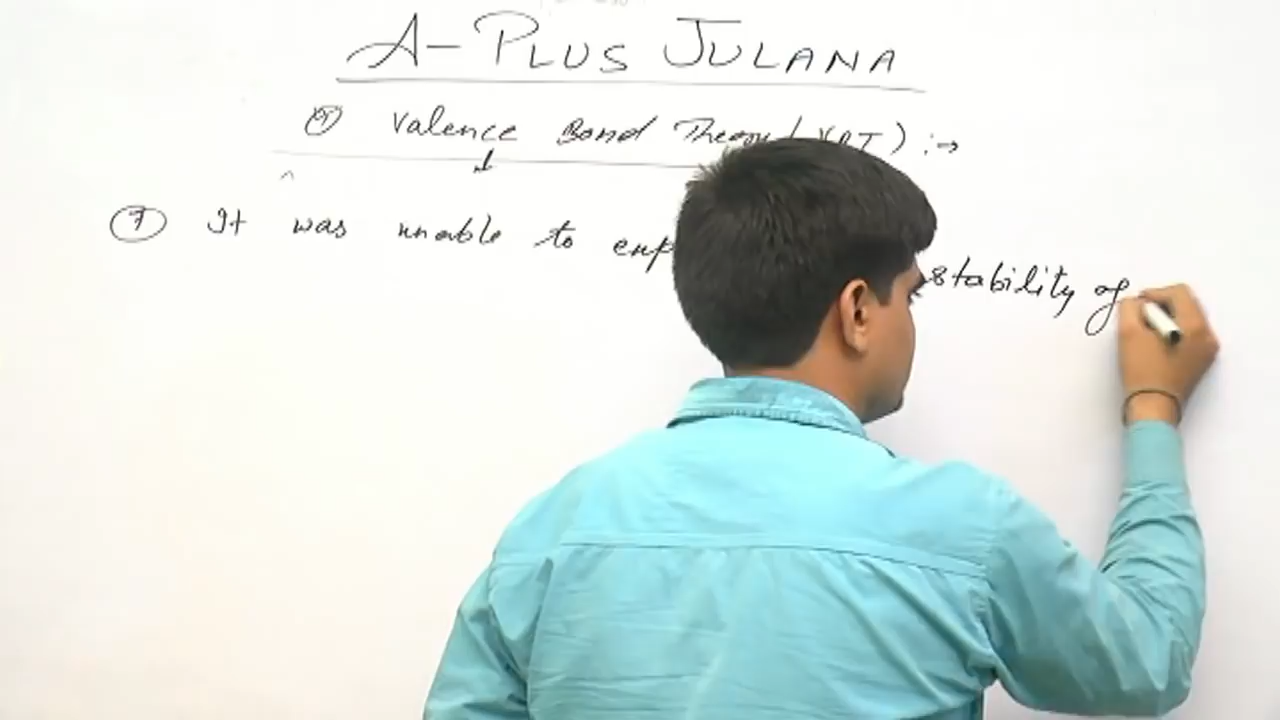 A-PLUS JULANA
Valence Bond Theory (VBT) :→
⑦ It was unable to exp stability of